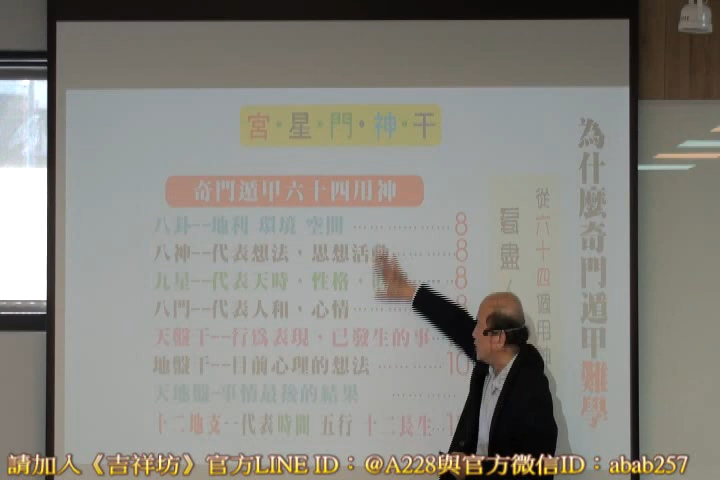 宮·星·門·神·干
為什麼奇門遁甲難學
從六十四個用神
看盡
奇門遁甲六十四用神
八卦--地利 環境 空間 ……………8
八神--代表想法，思想活動 ………8
九星--代表天時，性格， ………8
八門--代表人和，心情 ……………8
天盤干--行為表現，已發生的事
地盤干--目前心理的想法 ………10
天地盤-事情最後的結果 …………
十二地支--代表時間 五行 十二長生
請加入《吉祥坊》官方LINE ID：@A228與官方微信ID：abab257